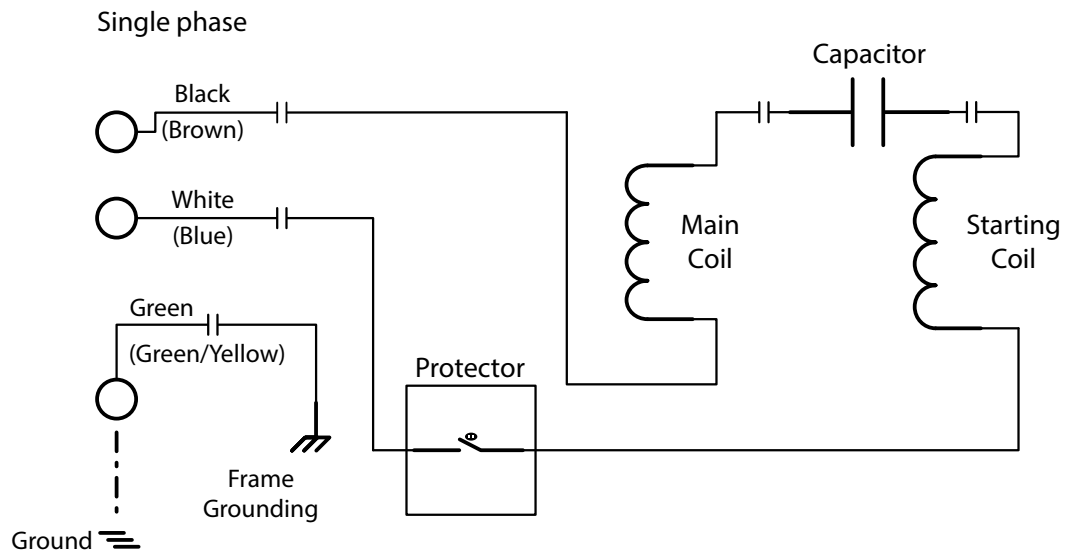 Single phase
Capacitor
Black
(Brown)
White
(Blue)
Main
Coil
Starting
Coil
Green
(Green/Yellow)
Protector
Frame
Grounding
Ground